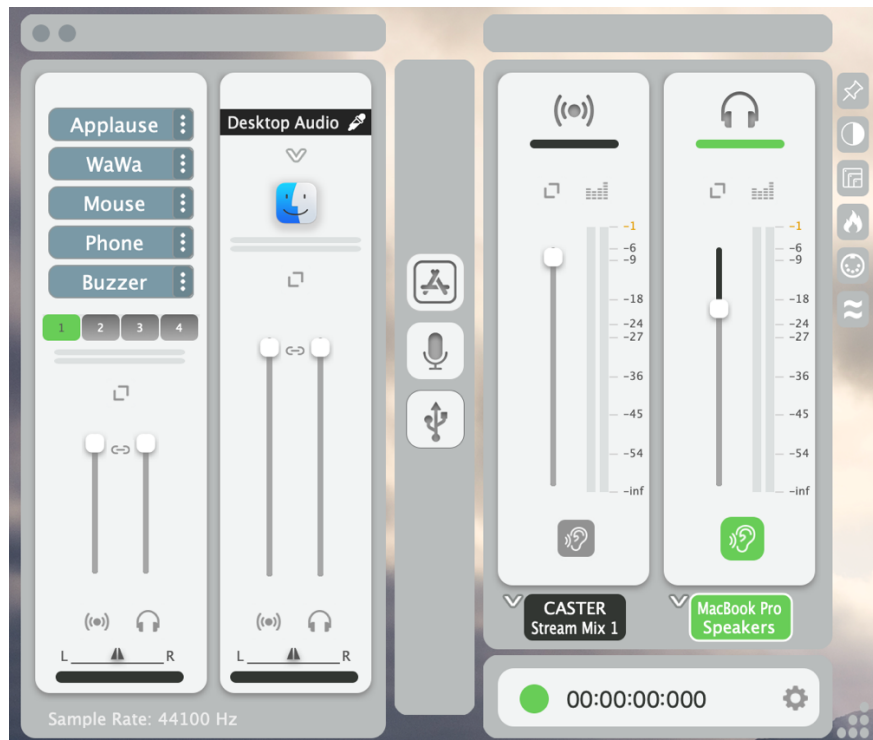 Applause
WaWa
Mouse
Phone
Buzzer
1 2 3 4
L R
Desktop Audio
L R
Sample Rate: 44100 Hz
-1
-6
-9
-18
-24
-27
-36
-45
-54
-inf
CASTER
Stream Mix 1
-1
-6
-9
-18
-24
-27
-36
-45
-54
-inf
MacBook Pro
Speakers
00:00:00:000